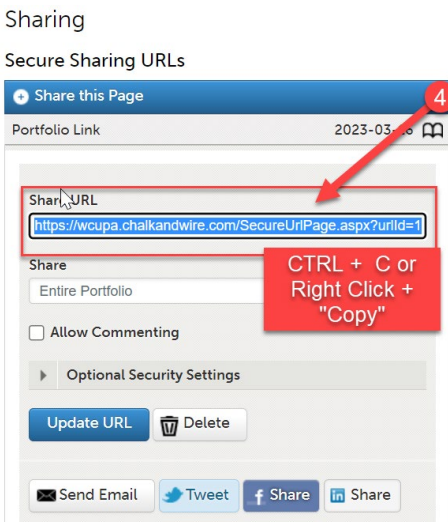 Sharing
Secure Sharing URLs
Share this Page
4
Portfolio Link
Share URL
https://wcupa.chalkandwire.com/SecureUrlPage.aspx?urlId=1
Share
CTRL + C or
Right Click +
"Copy"
Entire Portfolio
Allow Commenting
Optional Security Settings
Update URL
Delete
Send Email
Tweet
f Share
in Share